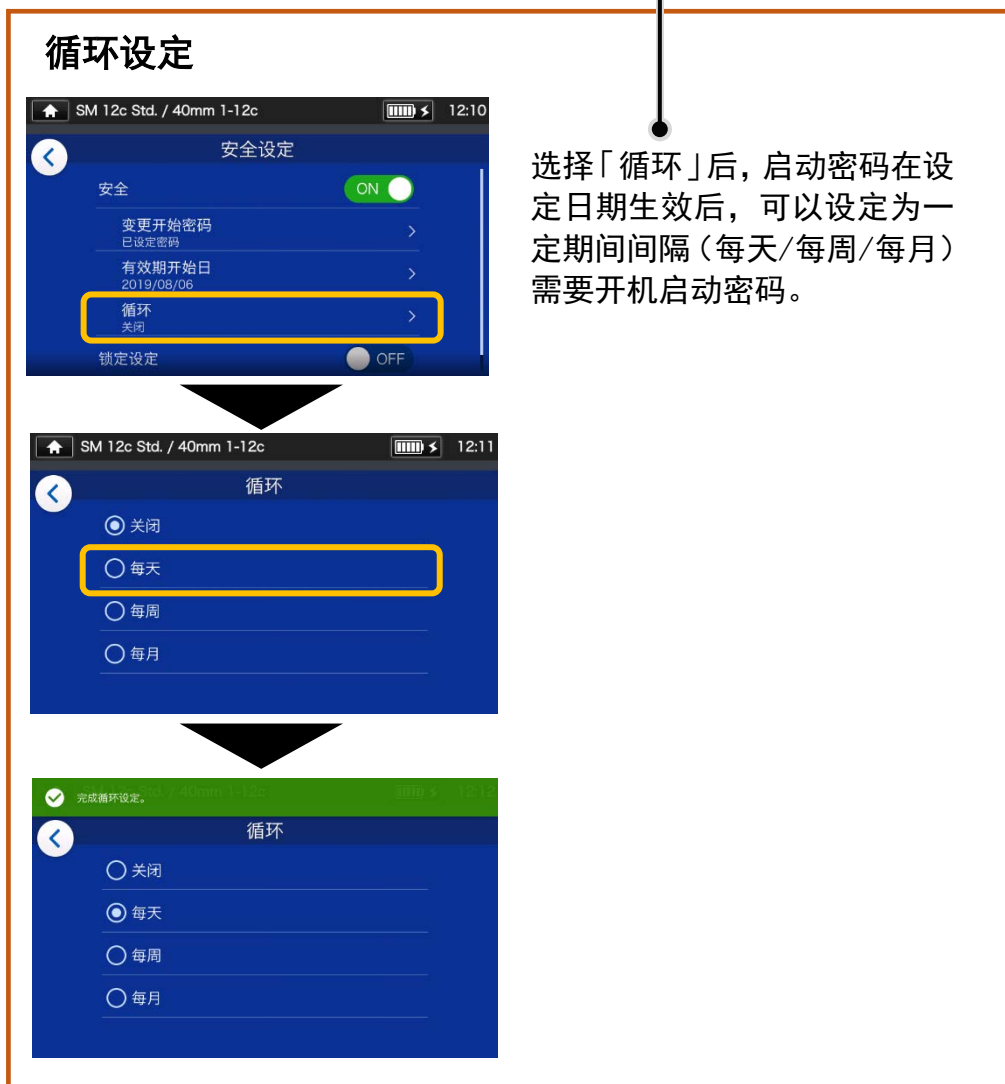 循环设定
SM 12c Std. / 40mm 1-12c 12:10
安全设定
安全 ON
变更开始密码
已设定密码
有效期开始日
2019/08/06
循环
关闭
锁定设定 OFF
选择「循环」后，启动密码在设
定日期生效后，可以设定为一
定期间间隔（每天/每周/每月）
需要开机启动密码。
SM 12c Std. / 40mm 1-12c 12:11
循环
关闭
每天
每周
每月
完成循环设定。 Std. / 40mm 1-12c 12:12
循环
关闭
每天
每周
每月